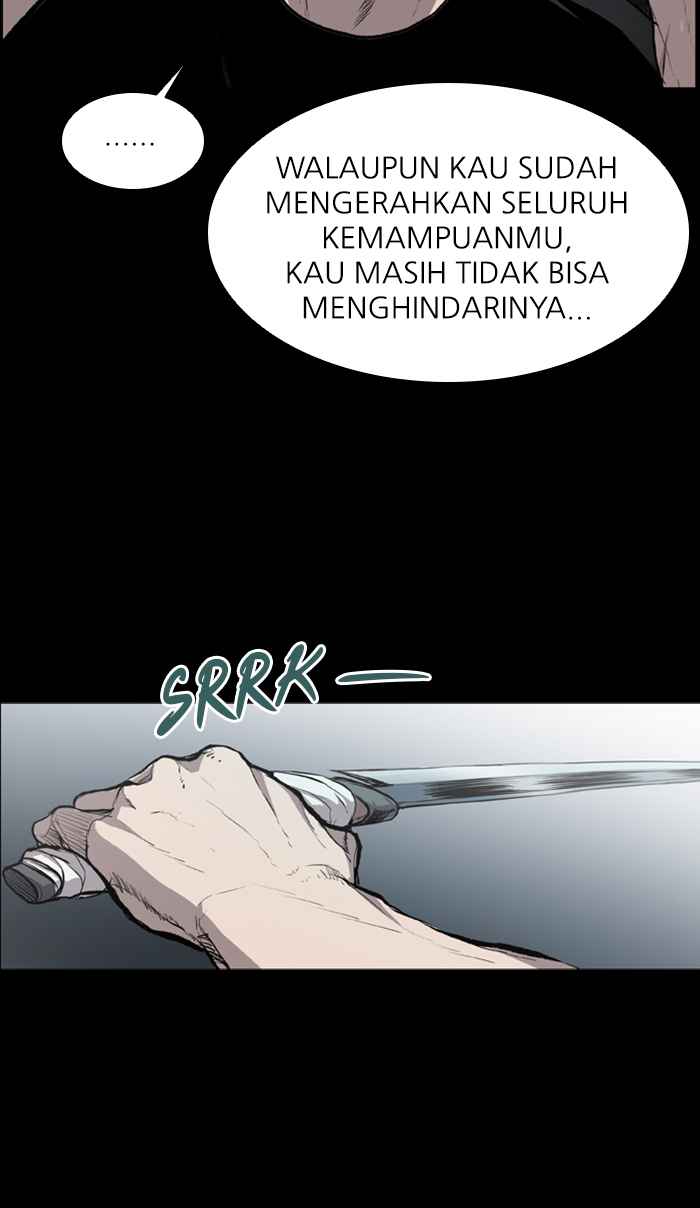 ......
WALAUPUN KAU SUDAH
MENGERAHKAN SELURUH
KEMAMPUANMU,
KAU MASIH TIDAK BISA
MENGHINDARINYA...
SRRK—